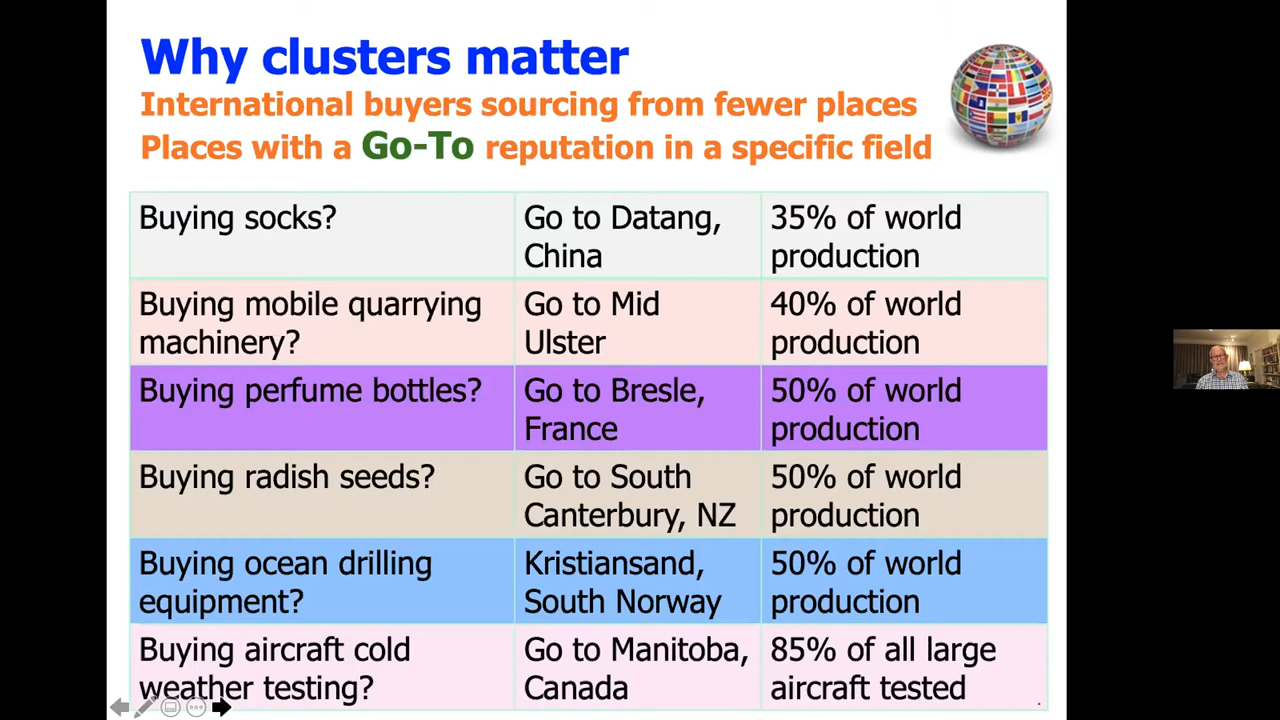 Why clusters matter
International buyers sourcing from fewer places
Places with a Go-To reputation in a specific field
Buying socks?
Go to Datang,
China
35% of world
production
Buying mobile quarrying
machinery?
Go to Mid
Ulster
40% of world
production
Buying perfume bottles?
Go to Bresle,
France
50% of world
production
Buying radish seeds?
Go to South
Canterbury, NZ
50% of world
production
Buying ocean drilling
equipment?
Kristiansand,
South Norway
50% of world
production
Buying aircraft cold
weather testing?
Go to Manitoba,
Canada
85% of all large
aircraft tested